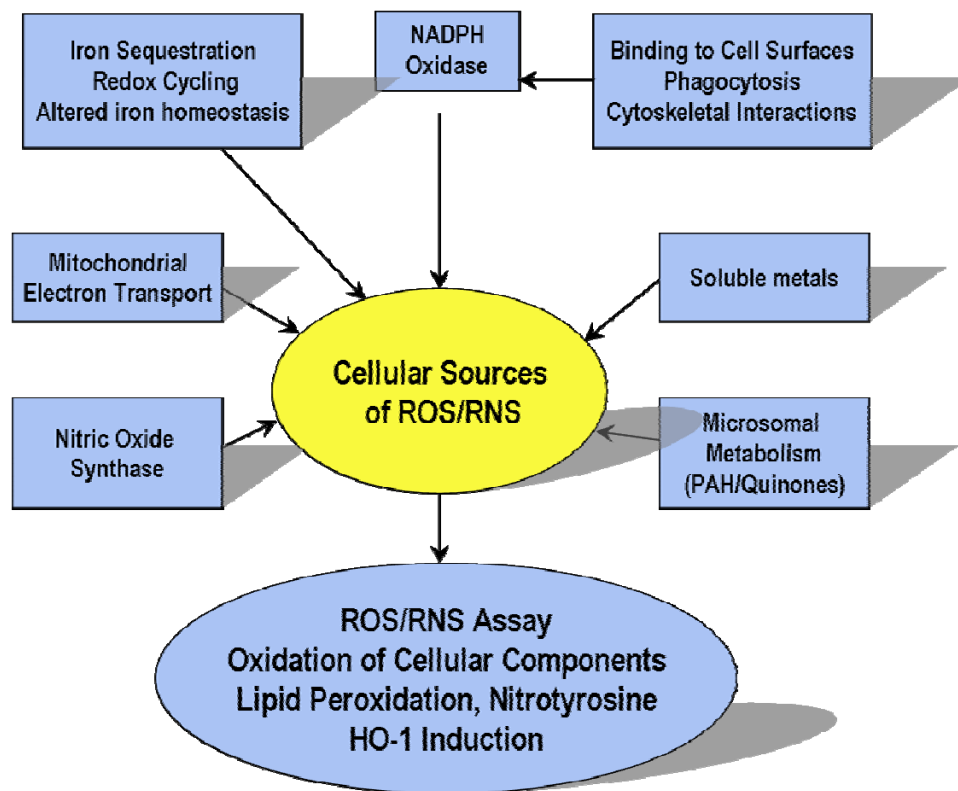 Iron Sequestration
Redox Cycling
Altered iron homeostasis
NADPH
Oxidase
Binding to Cell Surfaces
Phagocytosis
Cytoskeletal Interactions
Mitochondrial
Electron Transport
Soluble metals
Cellular Sources
of ROS/RNS
Nitric Oxide
Synthase
Microsomal
Metabolism
(PAH/Quinones)
ROS/RNS Assay
Oxidation of Cellular Components
Lipid Peroxidation, Nitrotyrosine
HO-1 Induction